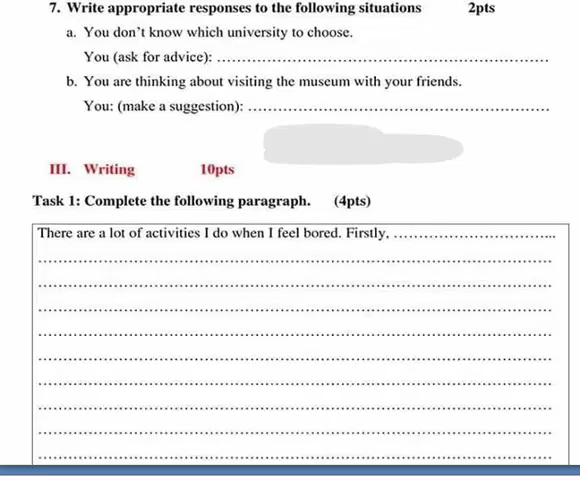 7. Write appropriate responses to the following situations 2pts
a. You don't know which university to choose.
You (ask for advice): ................................................................
b. You are thinking about visiting the museum with your friends.
You: (make a suggestion): ..........................................................
III. Writing 10pts
Task 1: Complete the following paragraph. (4pts)
There are a lot of activities I do when I feel bored. Firstly, ..................................